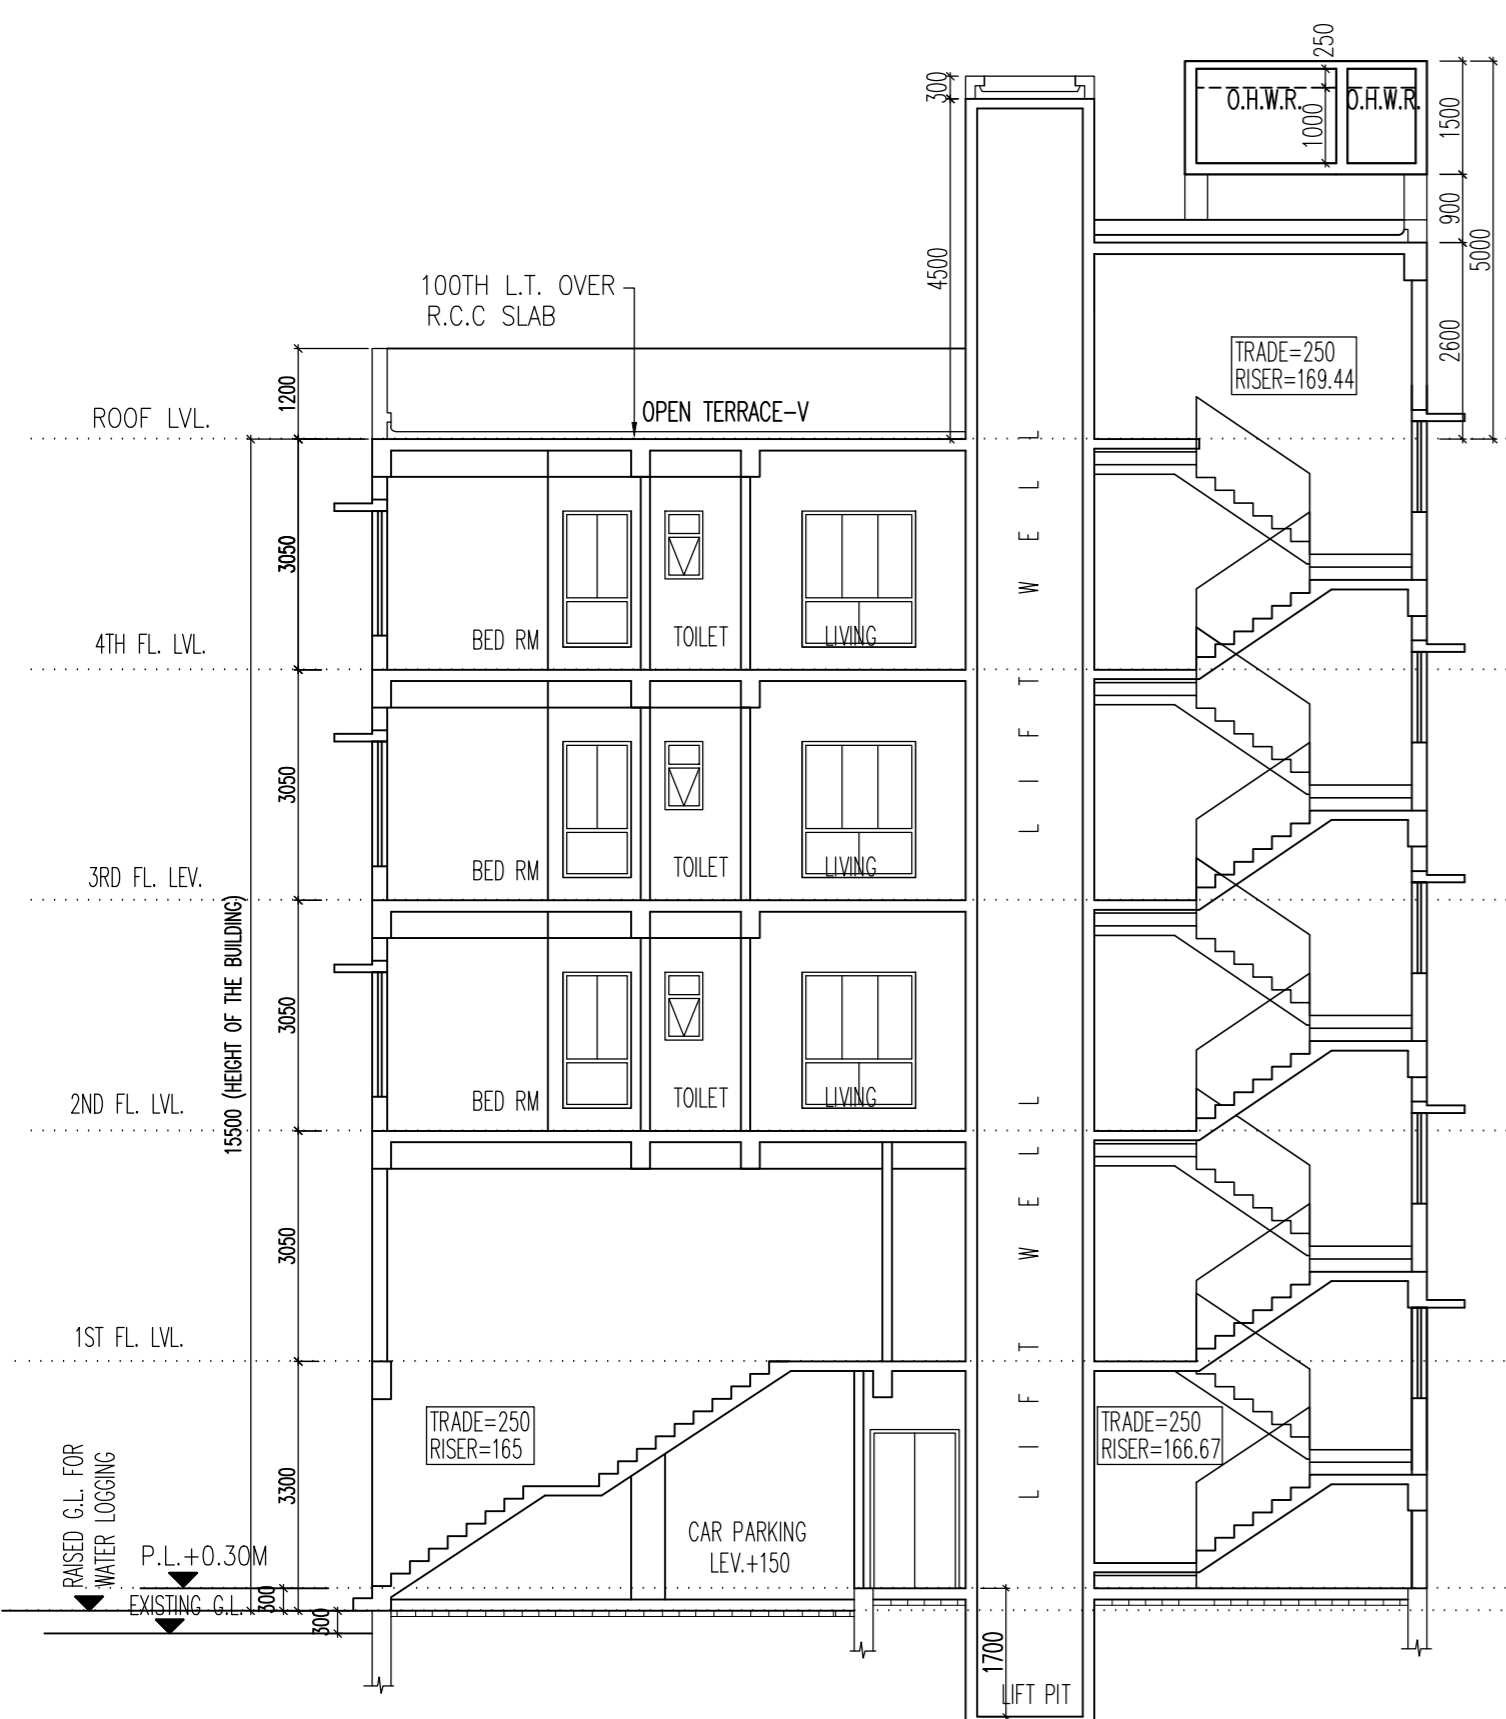 250
O.H.W.R.
O.H.W.R.
1000
1500
300
900
5000
4500
2600
100TH L.T. OVER
R.C.C SLAB
TRADE=250
RISER=169.44
1200
OPEN TERRACE-V
ROOF LVL.
3050
BED RM
TOILET
LIVING
4TH FL. LVL.
LIFT WELL
3050
BED RM
TOILET
LIVING
3RD FL. LEV.
15500 (HEIGHT OF THE BUILDING)
3050
BED RM
TOILET
LIVING
2ND FL. LVL.
3050
LIFT WELL
1ST FL. LVL.
TRADE=250
RISER=165
TRADE=250
RISER=166.67
3300
RAISED G.L. FOR
WATER LOGGING
CAR PARKING
LEV.+150
P.L.+0.30M
300
EXISTING G.L.
300
1700
LIFT PIT